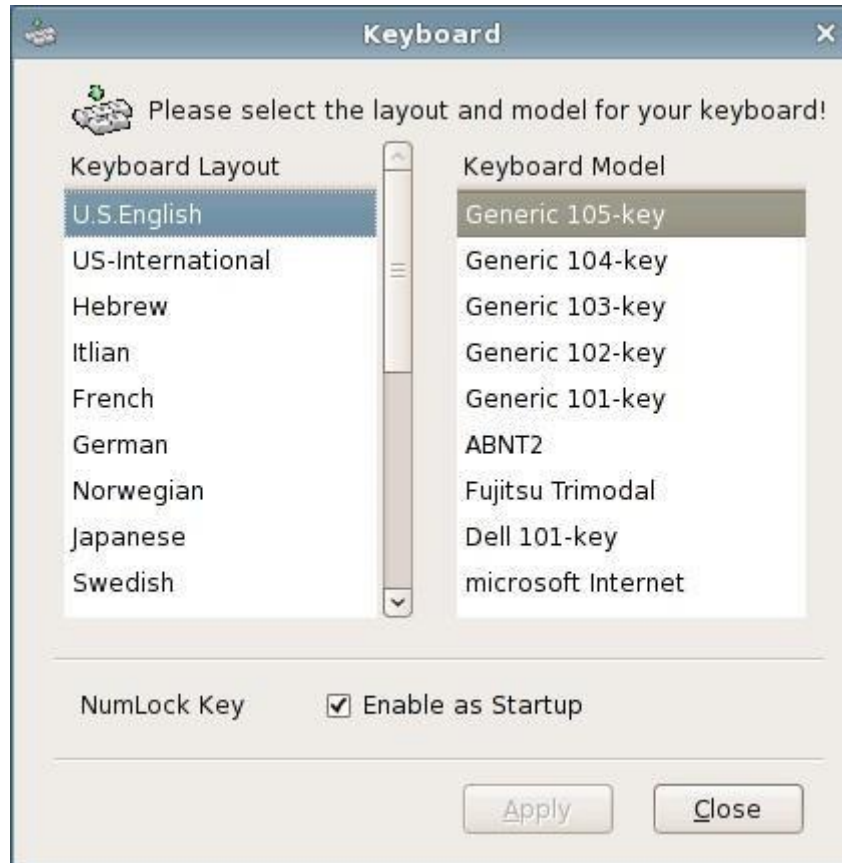 Keyboard
Please select the layout and model for your keyboard!
Keyboard Layout
U.S.English
US-International
Hebrew
Itlian
French
German
Norwegian
Japanese
Swedish
Keyboard Model
Generic 105-key
Generic 104-key
Generic 103-key
Generic 102-key
Generic 101-key
ABNT2
Fujitsu Trimodal
Dell 101-key
microsoft Internet
NumLock Key Enable as Startup
Apply Close